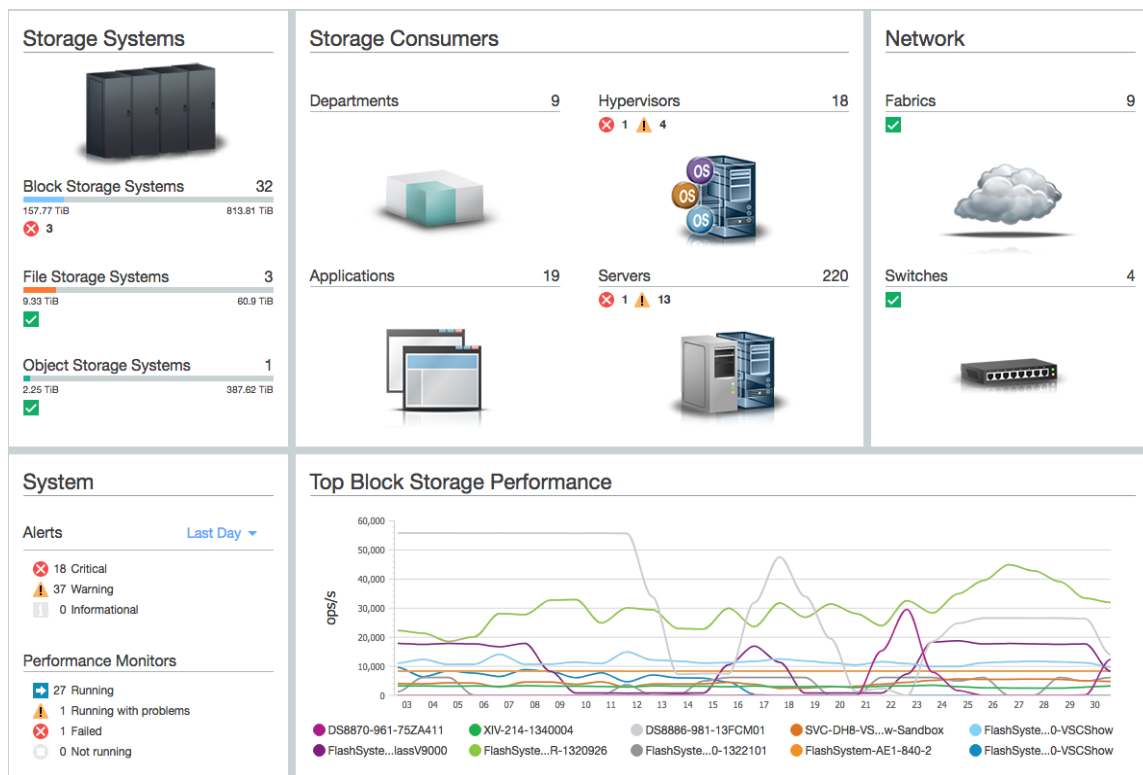 Storage Systems
Block Storage Systems 32
157.77 TiB 813.81 TiB
3
File Storage Systems 3
9.33 TiB 60.9 TiB
Object Storage Systems 1
2.25 TiB 387.62 TiB
Storage Consumers
Departments 9
Hypervisors 18
1 4
OS
OS
OS
Applications 19
Servers 220
1 13
Network
Fabrics 9
Switches 4
System
Alerts Last Day
18 Critical
37 Warning
0 Informational
Performance Monitors
27 Running
1 Running with problems
1 Failed
0 Not running
Top Block Storage Performance
60,000
50,000
40,000
30,000
20,000
10,000
0
ops/s
03 04 05 06 07 08 09 10 11 12 13 14 15 16 17 18 19 20 21 22 23 24 25 26 27 28 29 30
DS8870-961-75ZA411 XIV-214-1340004 DS8886-981-13FCM01 SVC-DH8-VS...w-Sandbox FlashSyste...0-VSCShow
FlashSyste...lassV9000 FlashSyste...R-1320926 FlashSyste...0-1322101 FlashSystem-AE1-840-2 FlashSyste...0-VSCShow